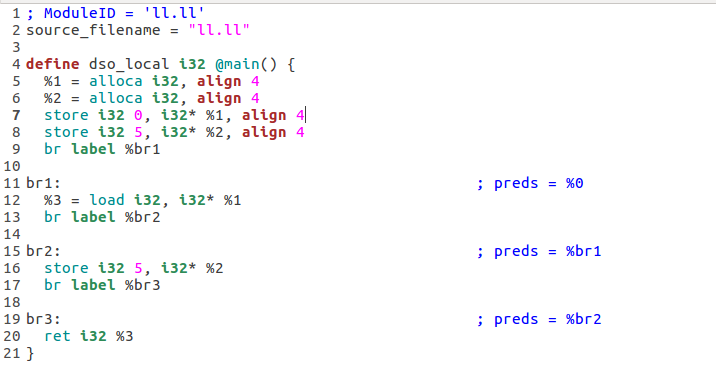 1 ; ModuleID = 'll.ll'
2 source_filename = "ll.ll"
3
4 define dso_local i32 @main() {
5   %1 = alloca i32, align 4
6   %2 = alloca i32, align 4
7   store i32 0, i32* %1, align 4
8   store i32 5, i32* %2, align 4
9   br label %br1
10
11 br1:                                              ; preds = %0
12   %3 = load i32, i32* %1
13   br label %br2
14
15 br2:                                              ; preds = %br1
16   store i32 5, i32* %2
17   br label %br3
18
19 br3:                                              ; preds = %br2
20   ret i32 %3
21 }